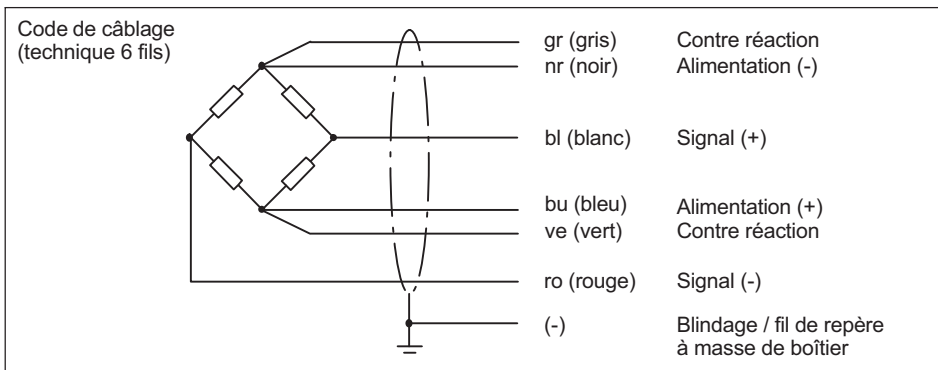 Code de câblage
(technique 6 fils)
gr (gris) Contre réaction
nr (noir) Alimentation (-)
bl (blanc) Signal (+)
bu (bleu) Alimentation (+)
ve (vert) Contre réaction
ro (rouge) Signal (-)
(-) Blindage / fil de repère
à masse de boîtier